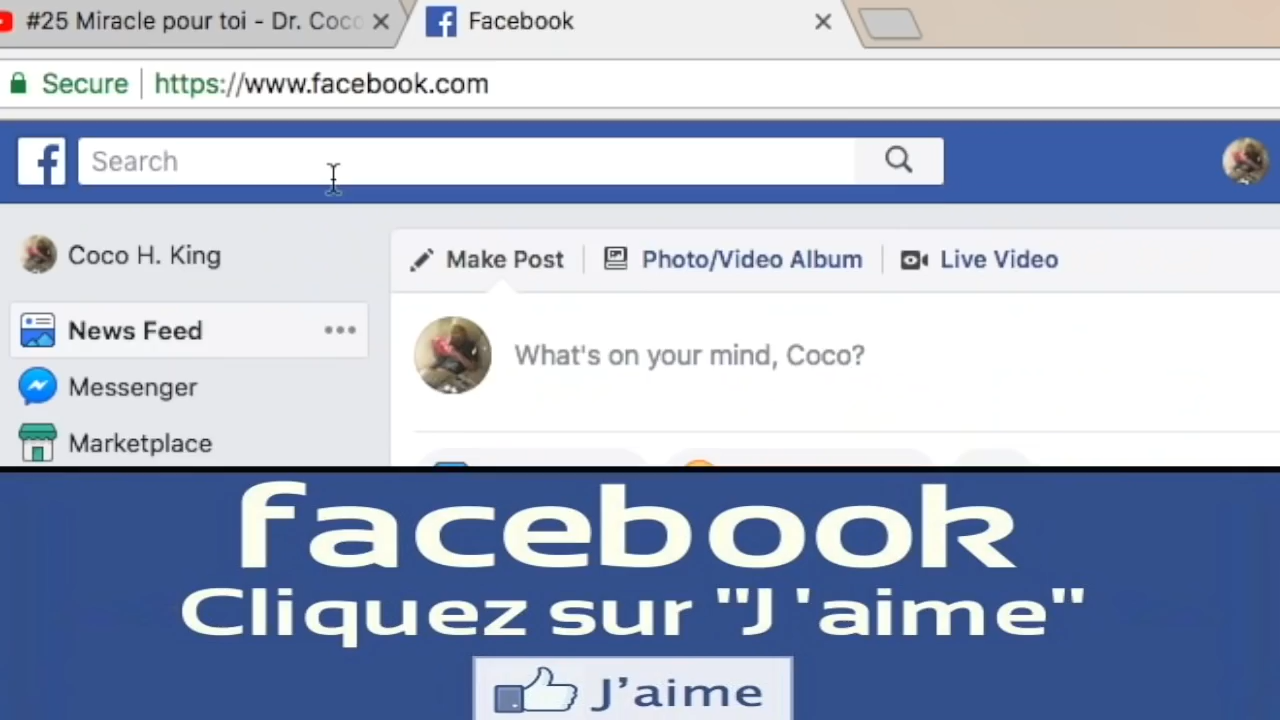 #25 Miracle pour toi - Dr. Coco
Facebook
Secure
https://www.facebook.com
Search
Coco H. King
Make Post
Photo/Video Album
Live Video
News Feed
What's on your mind, Coco?
Messenger
Marketplace
facebook
Cliquez sur "J 'aime"
J’aime